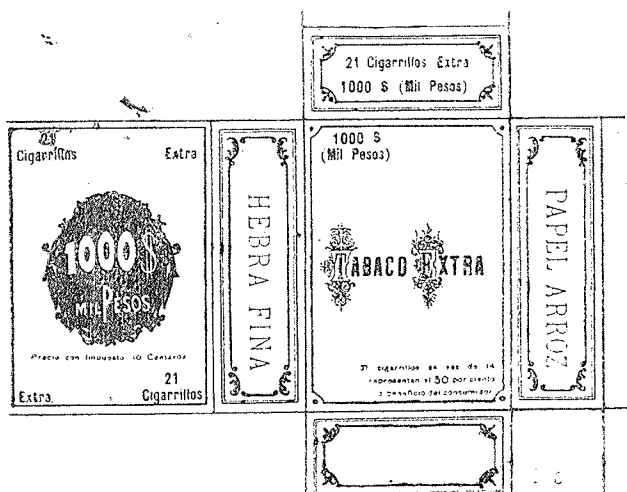 21 Cigarrillos Extra
1000 $ (Mil Pesos)
21
Cigarrillos
Extra
1000 $
MIL PESOS
Precio con Impuesto 16 Centavos
Extra
21
Cigarrillos
HEBRA FINA
1000 $
(Mil Pesos)
TABACO EXTRA
21 cigarrillos en vez de 14
representan el 50 por ciento
a beneficio del consumidor
PAPEL ARROZ